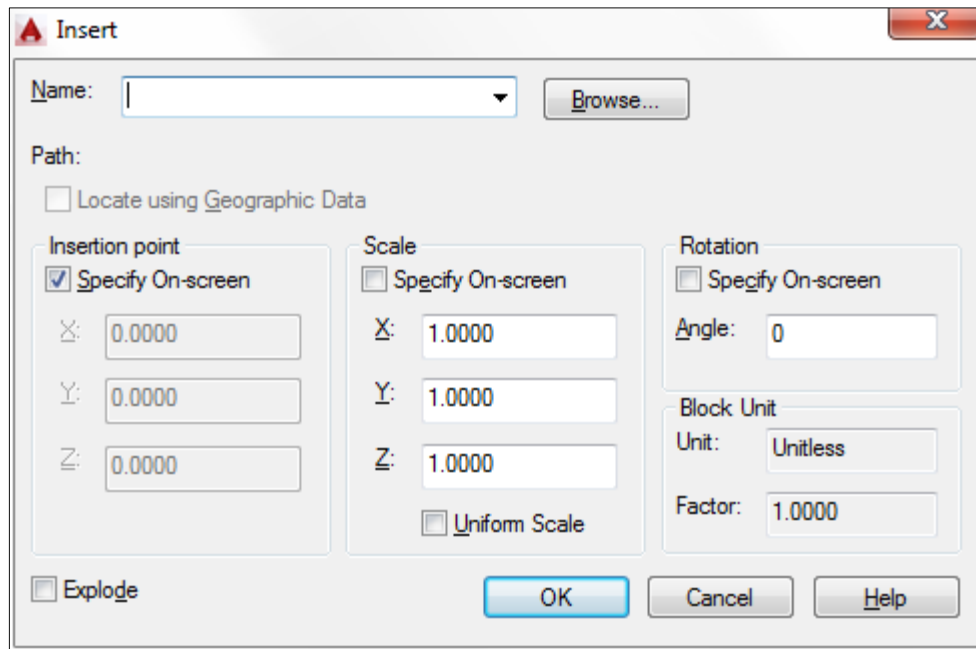 Insert
Name:
Browse...
Path:
Locate using Geographic Data
Insertion point
Specify On-screen
X: 0.0000
Y: 0.0000
Z: 0.0000
Scale
Specify On-screen
X: 1.0000
Y: 1.0000
Z: 1.0000
Uniform Scale
Rotation
Specify On-screen
Angle: 0
Block Unit
Unit: Unitless
Factor: 1.0000
Explode
OK
Cancel
Help